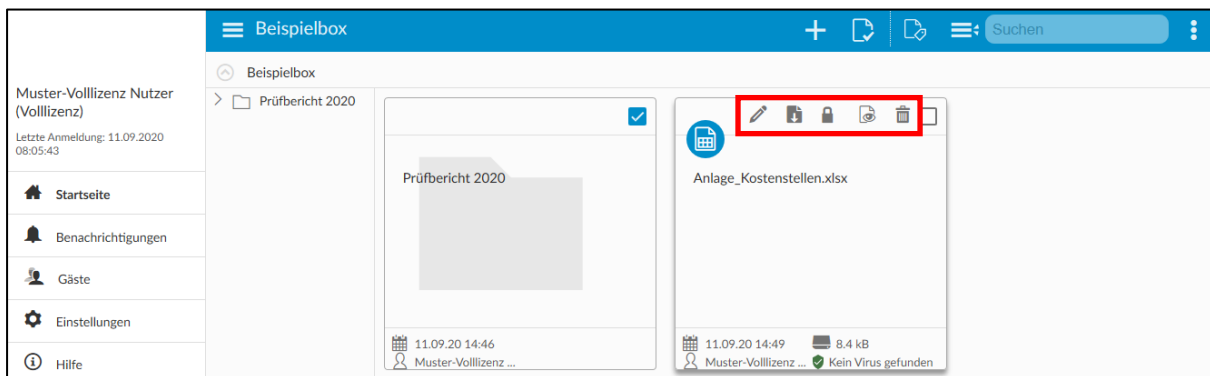 Beispielbox
Suchen
Muster-Volllizenz Nutzer
(Volllizenz)
Letzte Anmeldung: 11.09.2020
08:05:43
Startseite
Benachrichtigungen
Gäste
Einstellungen
Hilfe
Beispielbox
Prüfbericht 2020
Prüfbericht 2020
11.09.20 14:46
Muster-Volllizenz ...
Anlage_Kostenstellen.xlsx
11.09.20 14:49 8.4 kB
Muster-Volllizenz ... Kein Virus gefunden